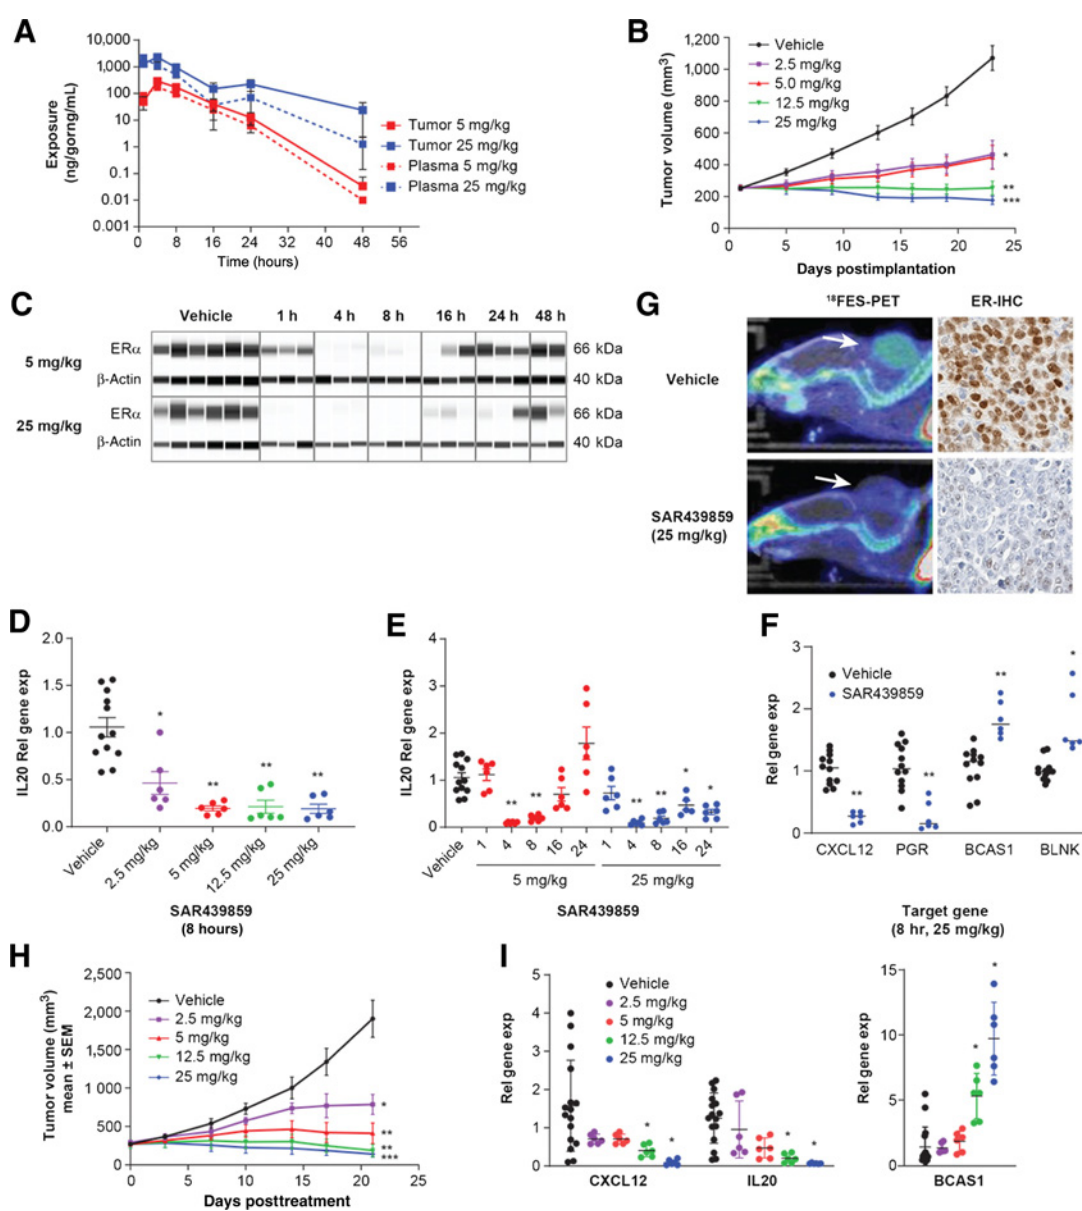 A
Exposure
(ng/gorng/mL)
10,000
1,000
100
10
1
0.1
0.01
0.001
0
8
16
24
32
40
48
56
Time (hours)
Tumor 5 mg/kg
Tumor 25 mg/kg
Plasma 5 mg/kg
Plasma 25 mg/kg
B
Tumor volume (mm³)
1,200
1,000
800
600
400
200
0
0
5
10
15
20
25
Days postimplantation
Vehicle
2.5 mg/kg
5.0 mg/kg
12.5 mg/kg
25 mg/kg
*
**
***
C
Vehicle
1 h
4 h
8 h
16 h
24 h
48 h
5 mg/kg
ERα
66 kDa
β-Actin
40 kDa
25 mg/kg
ERα
66 kDa
β-Actin
40 kDa
G
¹⁸FES-PET
ER-IHC
Vehicle
SAR439859
(25 mg/kg)
D
IL20 Rel gene exp
2.0
1.5
1.0
0.5
0.0
*
**
**
**
Vehicle
2.5 mg/kg
5 mg/kg
12.5 mg/kg
25 mg/kg
SAR439859
(8 hours)
E
IL20 Rel gene exp
4
3
2
1
0
**
**
**
**
*
*
Vehicle
1
4
8
16
24
1
4
8
16
24
5 mg/kg
25 mg/kg
SAR439859
F
Rel gene exp
3
2
1
0
Vehicle
SAR439859
**
**
**
*
CXCL12
PGR
BCAS1
BLNK
Target gene
(8 hr, 25 mg/kg)
H
Tumor volume (mm³)
mean ± SEM
2,500
2,000
1,500
1 000
500
0
0
5
10
15
20
25
Days posttreatment
Vehicle
2.5 mg/kg
5 mg/kg
12.5 mg/kg
25 mg/kg
*
**
**
***
I
Rel gene exp
5
4
3
2
1
0
Vehicle
2.5 mg/kg
5 mg/kg
12.5 mg/kg
25 mg/kg
*
*
*
*
CXCL12
IL20
Rel gene exp
15
10
5
0
*
*
BCAS1